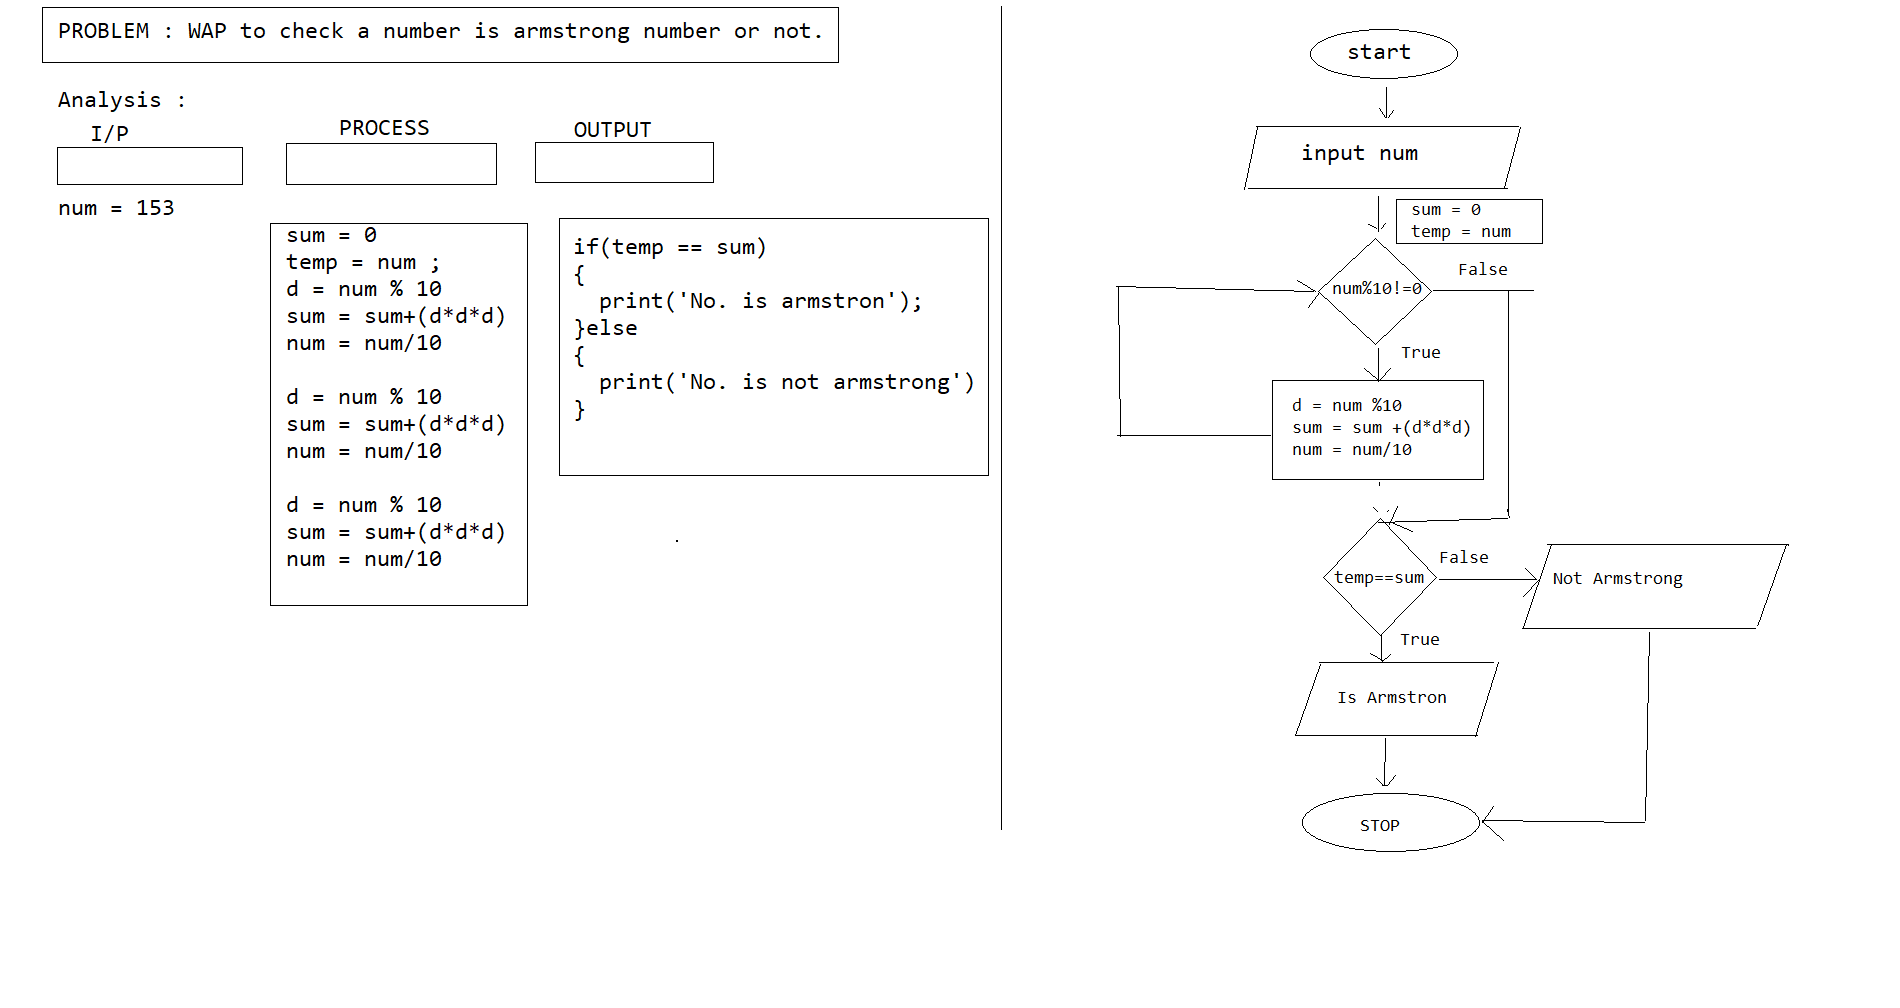 PROBLEM : WAP to check a number is armstrong number or not.
Analysis :
I/P
PROCESS
OUTPUT
num = 153
sum = 0
temp = num ;
d = num % 10
sum = sum+(d*d*d)
num = num/10
d = num % 10
sum = sum+(d*d*d)
num = num/10
d = num % 10
sum = sum+(d*d*d)
num = num/10
if(temp == sum)
{
print('No. is armstron');
}else
{
print('No. is not armstrong')
}
start
input num
sum = 0
temp = num
num%10!=0
False
True
d = num %10
sum = sum +(d*d*d)
num = num/10
temp==sum
False
Not Armstrong
True
Is Armstron
STOP